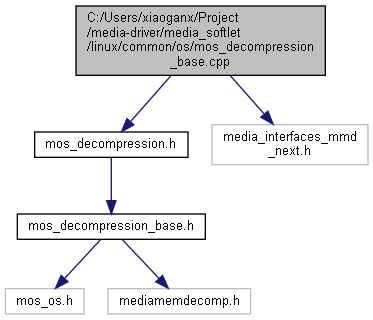 C:/Users/xiaoganx/Project
/media-driver/media_softlet
/linux/common/os/mos_decompression
_base.cpp
mos_decompression.h
media_interfaces_mmd
_next.h
mos_decompression_base.h
mos_os.h
mediamemdecomp.h